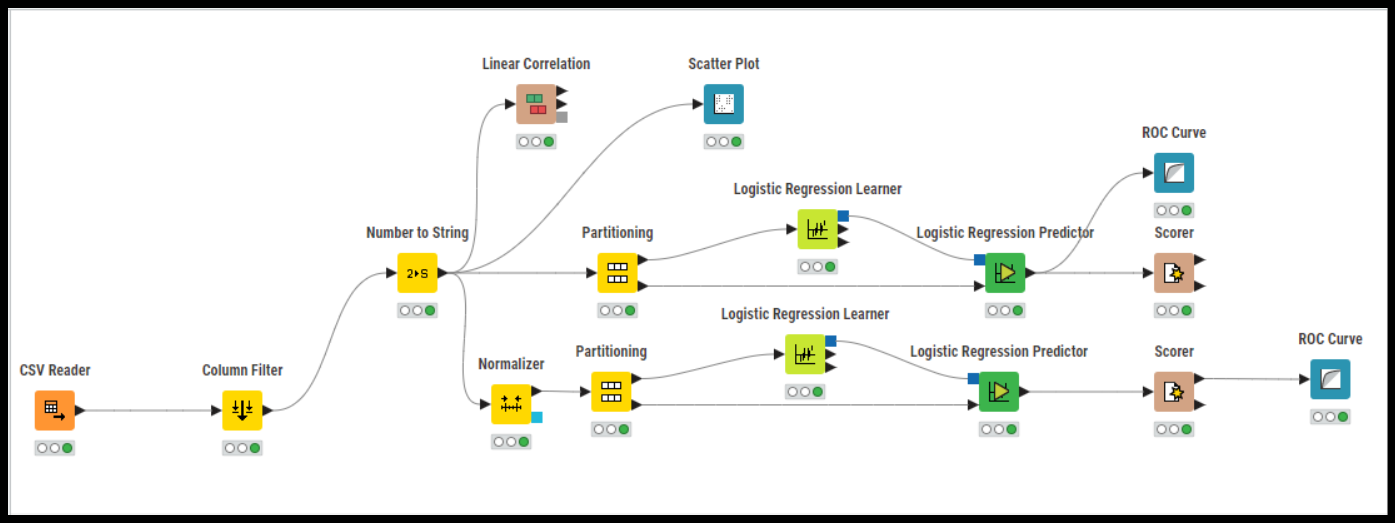 Linear Correlation
Scatter Plot
ROC Curve
Logistic Regression Learner
Number to String
Partitioning
Logistic Regression Predictor
Scorer
2▸S
Logistic Regression Learner
CSV Reader
Column Filter
Normalizer
Partitioning
Logistic Regression Predictor
Scorer
ROC Curve